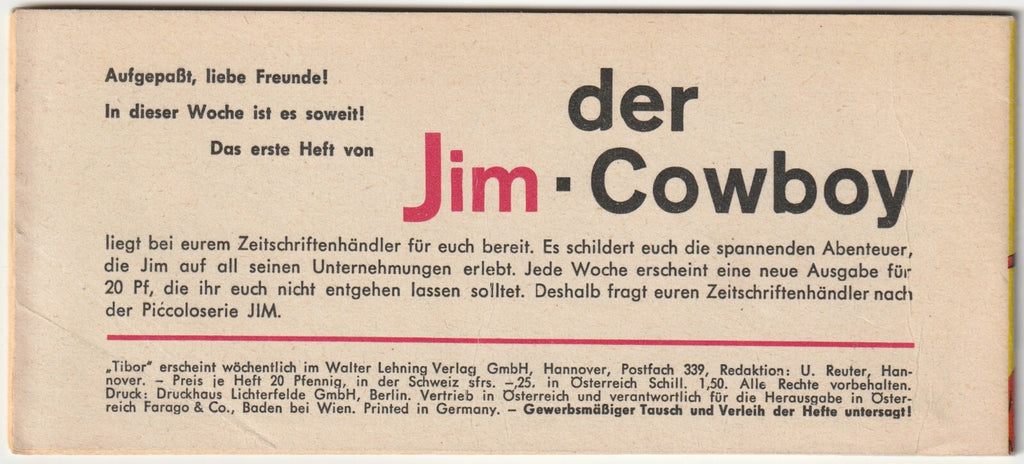 Aufgepaßt, liebe Freunde!
In dieser Woche ist es soweit!
Das erste Heft von
der
Jim · Cowboy
liegt bei eurem Zeitschriftenhändler für euch bereit. Es schildert euch die spannenden Abenteuer,
die Jim auf all seinen Unternehmungen erlebt. Jede Woche erscheint eine neue Ausgabe für
20 Pf, die ihr euch nicht entgehen lassen solltet. Deshalb fragt euren Zeitschriftenhändler nach
der Piccoloserie JIM.
„Tibor" erscheint wöchentlich im Walter Lehning Verlag GmbH, Hannover, Postfach 339, Redaktion: U. Reuter, Han-
nover. – Preis je Heft 20 Pfennig, in der Schweiz sfrs. –,25, in Österreich Schill. 1,50. Alle Rechte vorbehalten.
Druck: Druckhaus Lichterfelde GmbH, Berlin. Vertrieb in Österreich und verantwortlich für die Herausgabe in Öster-
reich Farago & Co., Baden bei Wien. Printed in Germany. – Gewerbsmäßiger Tausch und Verleih der Hefte untersagt!